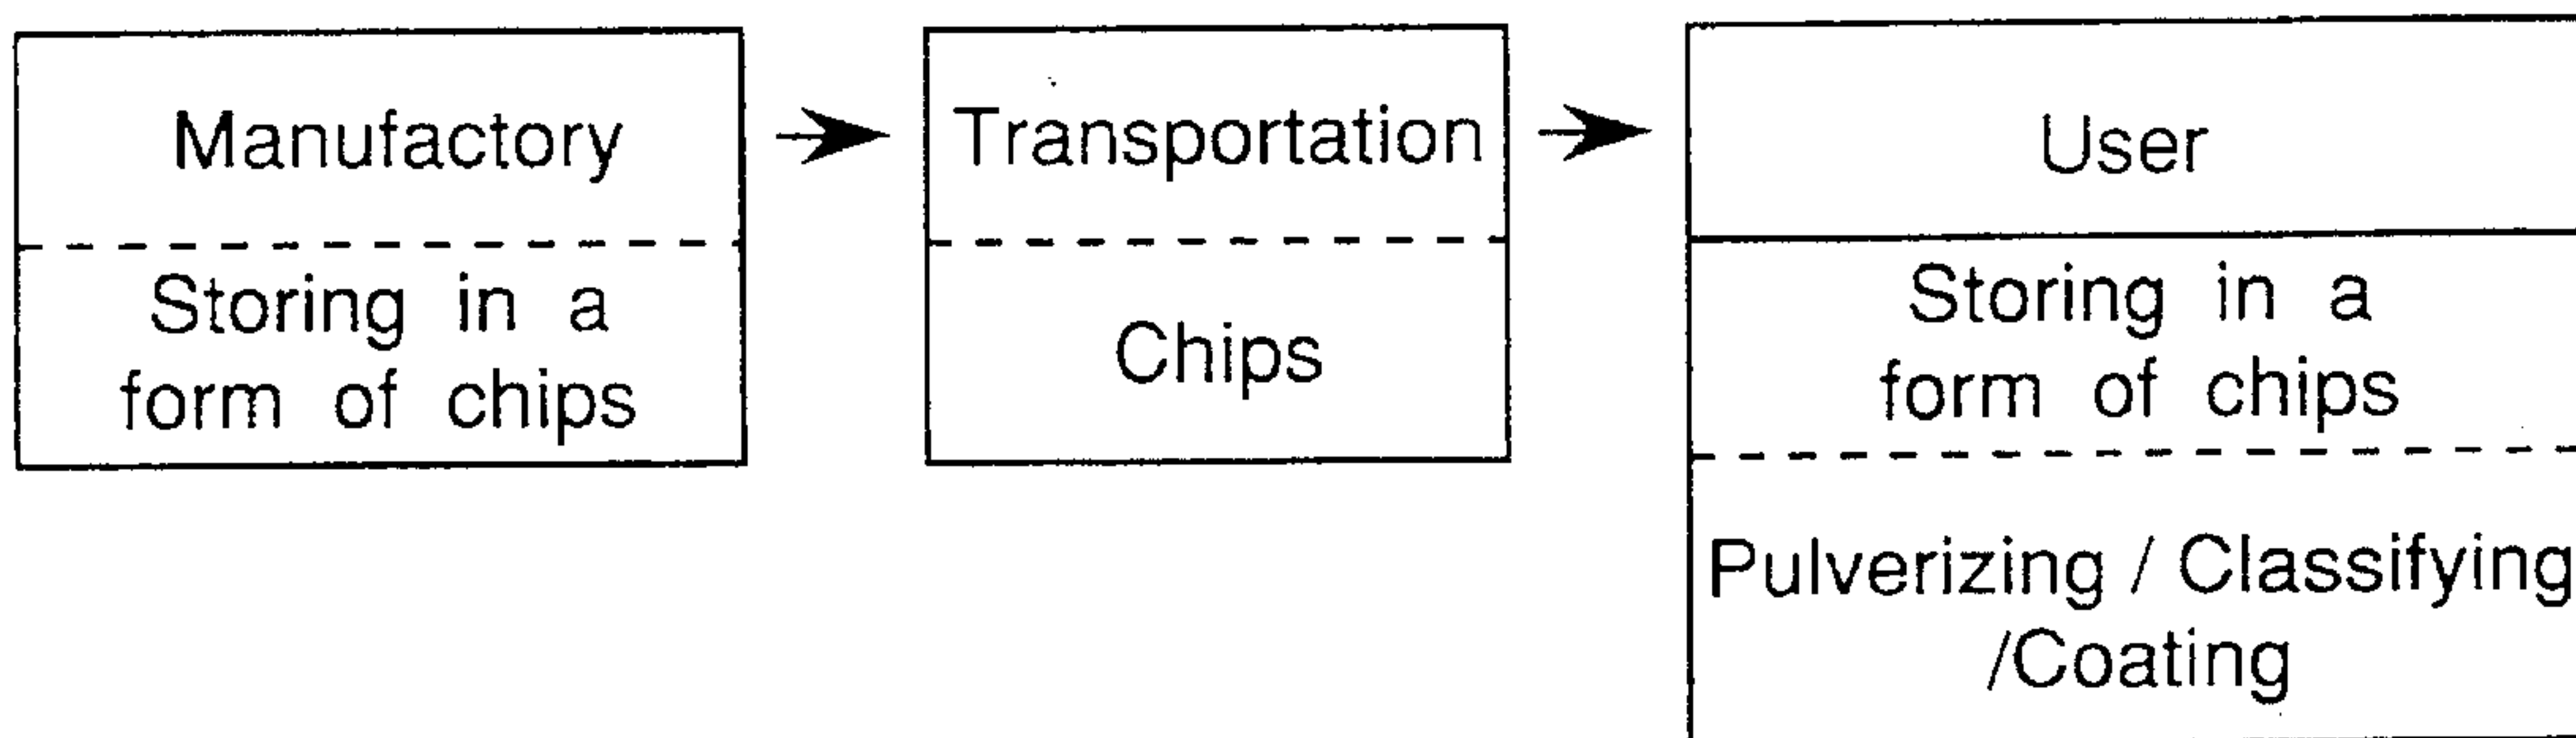 Manufactory
Storing in a
form of chips
Transportation
Chips
User
Storing in a
form of chips
Pulverizing / Classifying
/Coating